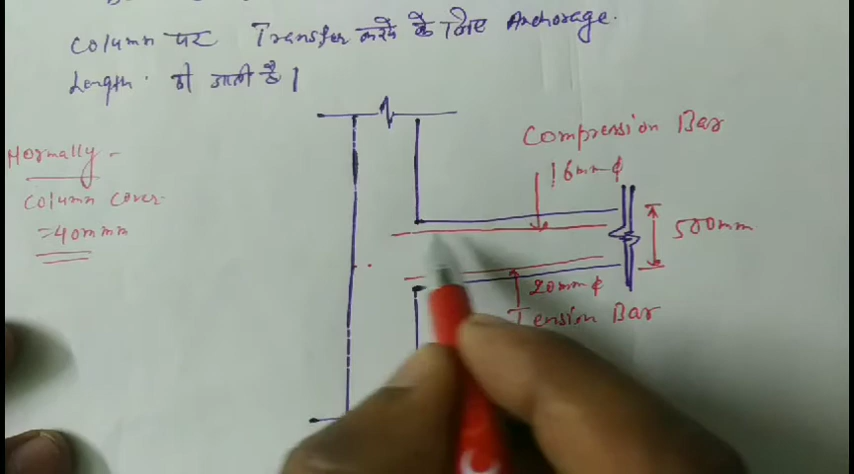 Column पर Transfer करने के लिए Anchorage.
Length. दी जाती है।
Normally -
Column cover
=40mm
Compression Bar
16mm ϕ
500mm
20mm ϕ
Tension Bar